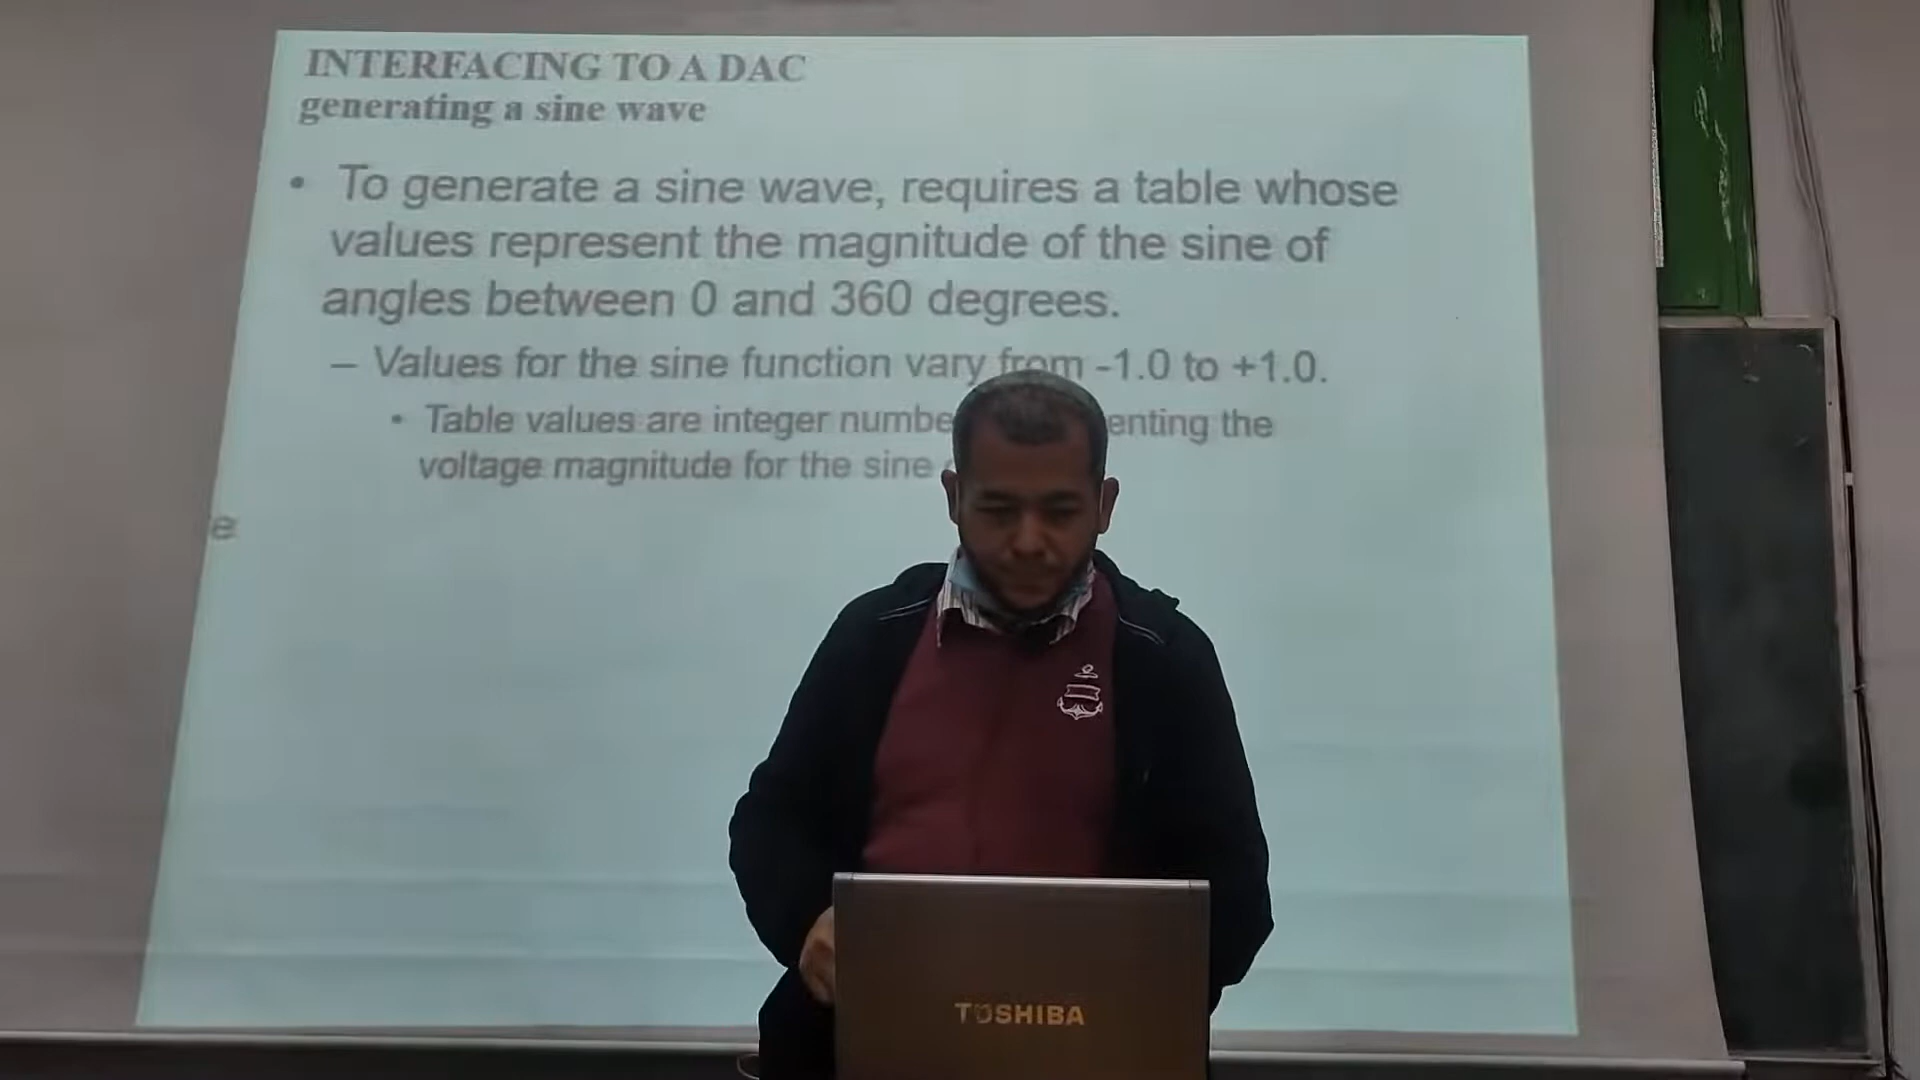 INTERFACING TO A DAC
generating a sine wave
• To generate a sine wave, requires a table whose
values represent the magnitude of the sine of
angles between 0 and 360 degrees.
– Values for the sine function vary from -1.0 to +1.0.
• Table values are integer numbe enting the
voltage magnitude for the sine
e
TOSHIBA